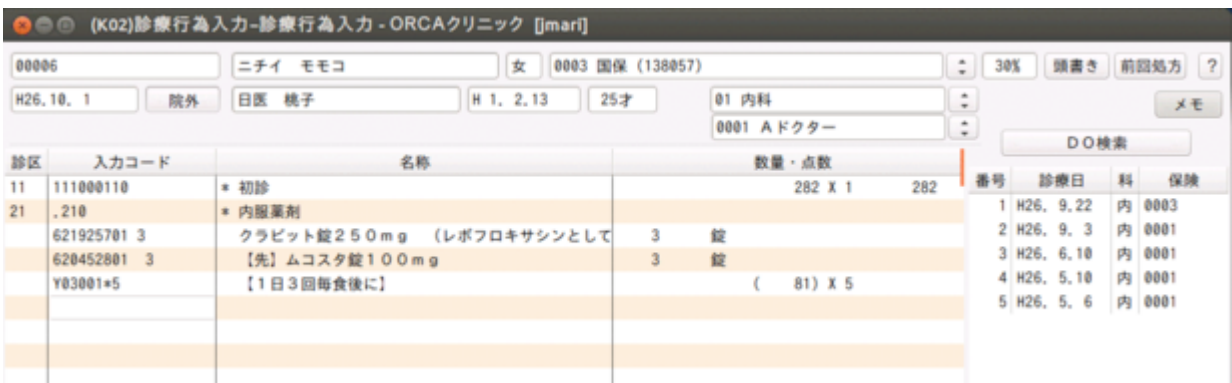 (K02)診療行為入力-診療行為入力 - ORCAクリニック [jmari]
00006 ニチイ モモコ 女 0003 国保 (138057) 30% 頭書き 前回処方 ?
H26.10. 1 院外 日医 桃子 H 1. 2.13 25才 01 内科 メモ
0001 Aドクター
DO検索
診区 入力コード 名称 数量・点数
11 111000110 * 初診 282 X 1 282
21 .210 * 内服薬剤
621925701 3 クラビット錠250mg (レボフロキサシンとして 3 錠
620452801 3 【先】ムコスタ錠100mg 3 錠
Y03001*5 【1日3回毎食後に】 ( 81) X 5
番号 診療日 科 保険
1 H26. 9.22 内 0003
2 H26. 9. 3 内 0001
3 H26. 6.10 内 0001
4 H26. 5.10 内 0001
5 H26. 5. 6 内 0001